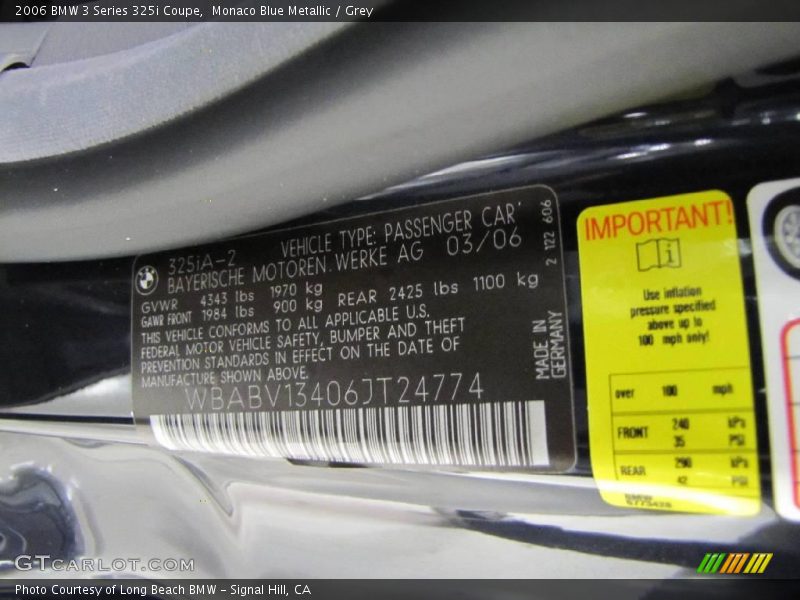 2006 BMW 3 Series 325i Coupe, Monaco Blue Metallic / Grey
325iA-2 VEHICLE TYPE: PASSENGER CAR
BAYERISCHE MOTOREN WERKE AG 03/06
GVWR 4343 lbs 1970 kg
GAWR FRONT 1984 lbs 900 kg REAR 2425 lbs 1100 kg
THIS VEHICLE CONFORMS TO ALL APPLICABLE U.S.
FEDERAL MOTOR VEHICLE SAFETY, BUMPER AND THEFT
PREVENTION STANDARDS IN EFFECT ON THE DATE OF
MANUFACTURE SHOWN ABOVE.
WBABV13406JT24774
2 122 606
MADE IN
GERMANY
IMPORTANT!
Use inflation
pressure specified
above up to
100 mph only!
over 100 mph
FRONT 240 kPa
35 PSI
REAR 290 kPa
42 PSI
BMW
GTCARLOT.COM
Photo Courtesy of Long Beach BMW - Signal Hill, CA